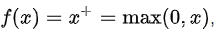 f(x) = x⁺ = max(0, x),